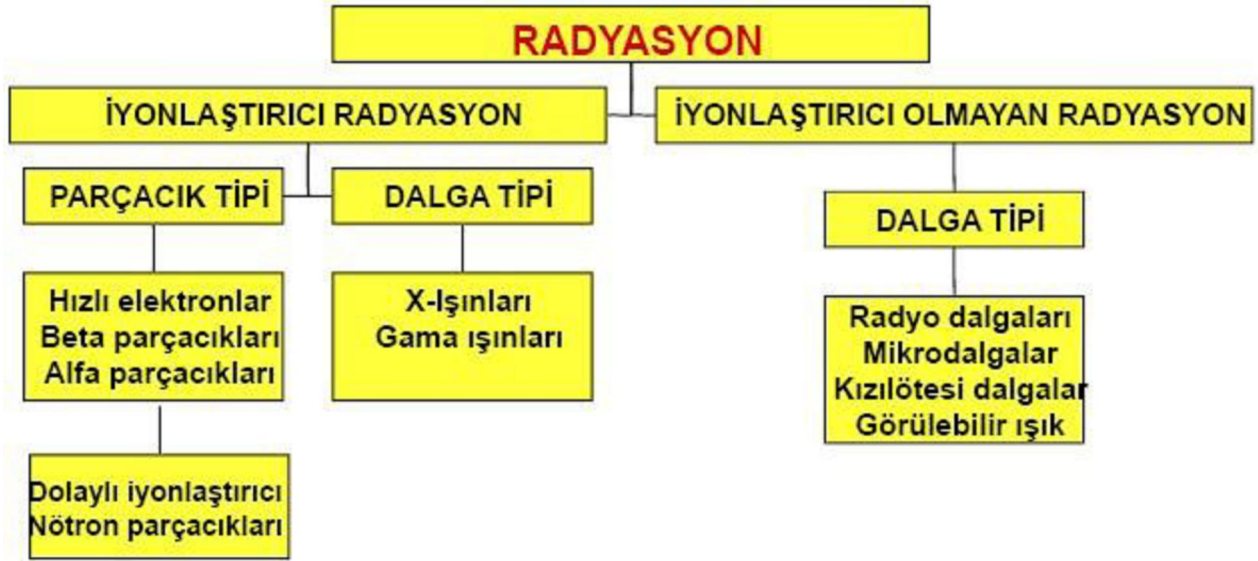 RADYASYON
İYONLAŞTIRICI RADYASYON
İYONLAŞTIRICI OLMAYAN RADYASYON
PARÇACIK TİPİ
DALGA TİPİ
DALGA TİPİ
Hızlı elektronlar
Beta parçacıkları
Alfa parçacıkları
X-Işınları
Gama ışınları
Radyo dalgaları
Mikrodalgalar
Kızılötesi dalgalar
Görülebilir ışık
Dolaylı iyonlaştırıcı
Nötron parçacıkları